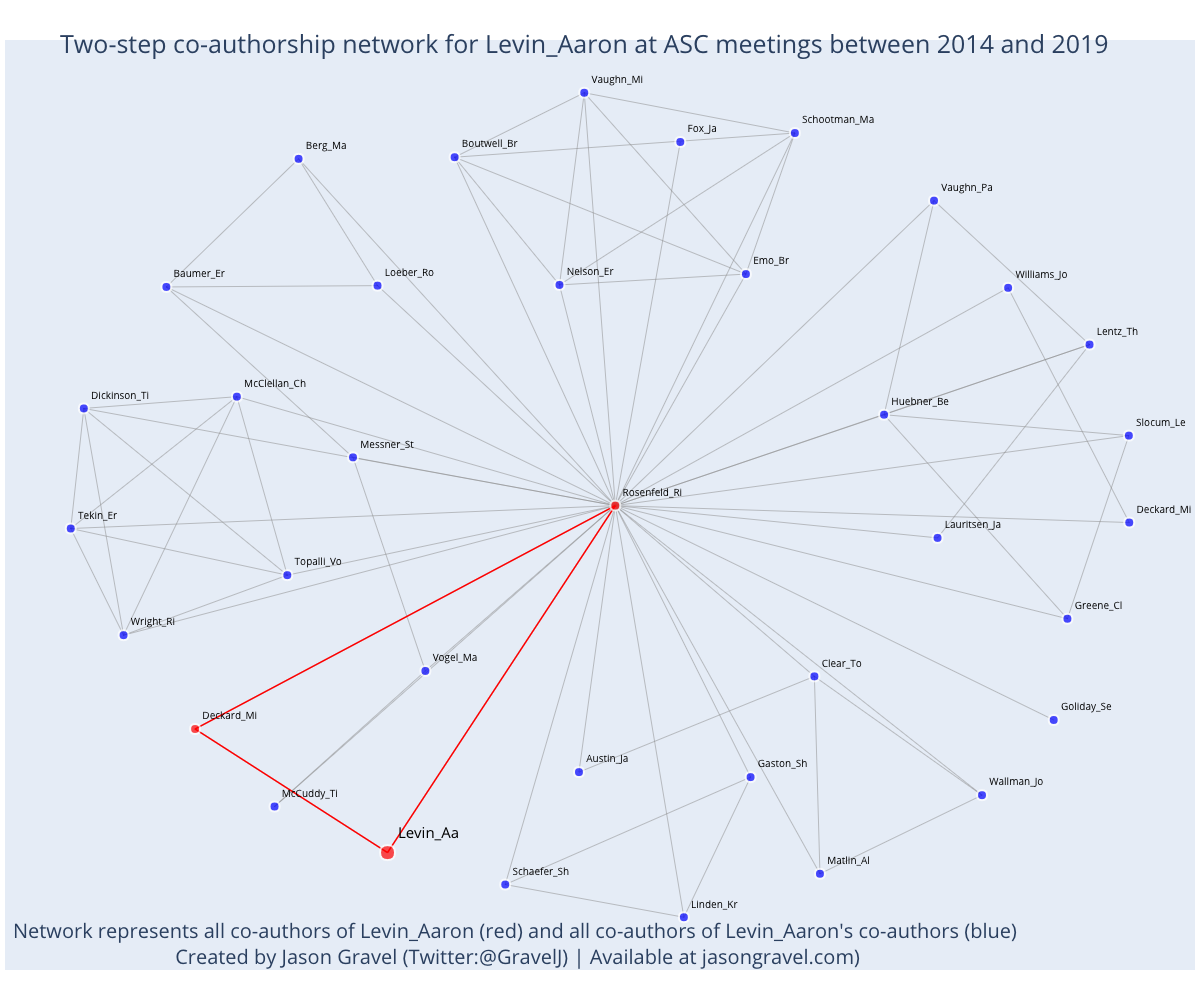 Two-step co-authorship network for Levin_Aaron at ASC meetings between 2014 and 2019
Vaughn_Mi
Schootman_Ma
Fox_Ja
Boutwell_Br
Berg_Ma
Vaughn_Pa
Emo_Br
Nelson_Er
Loeber_Ro
Baumer_Er
Williams_Jo
Lentz_Th
McClellan_Ch
Dickinson_Ti
Huebner_Be
Slocum_Le
Messner_St
Rosenfeld_Ri
Deckard_Mi
Tekin_Er
Lauritsen_Ja
Topalli_Vo
Greene_Cl
Wright_Ri
Vogel_Ma
Clear_To
Goliday_Se
Deckard_Mi
Austin_Ja
Gaston_Sh
Wallman_Jo
McCuddy_Ti
Levin_Aa
Matlin_Al
Schaefer_Sh
Linden_Kr
Network represents all co-authors of Levin_Aaron (red) and all co-authors of Levin_Aaron's co-authors (blue)
Created by Jason Gravel (Twitter:@GravelJ) | Available at jasongravel.com)